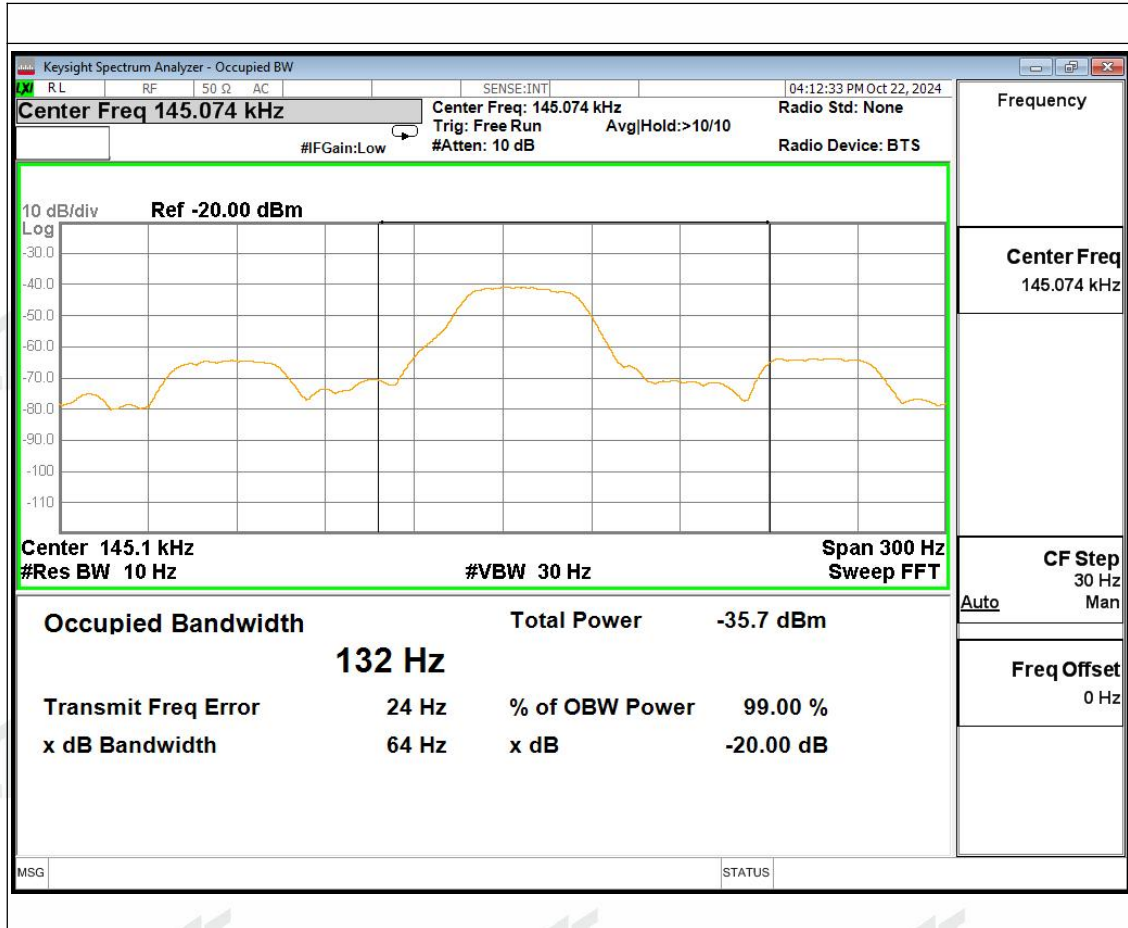 Keysight Spectrum Analyzer - Occupied BW
LXI RL RF 50 Ω AC SENSE:INT 04:12:33 PM Oct 22, 2024
Center Freq 145.074 kHz
Center Freq: 145.074 kHz Radio Std: None
Trig: Free Run Avg|Hold:>10/10
#IFGain:Low #Atten: 10 dB Radio Device: BTS
10 dB/div Ref -20.00 dBm
Log
-30.0
-40.0
-50.0
-60.0
-70.0
-80.0
-90.0
-100
-110
Center 145.1 kHz Span 300 Hz
#Res BW 10 Hz #VBW 30 Hz Sweep FFT
Occupied Bandwidth Total Power -35.7 dBm
132 Hz
Transmit Freq Error 24 Hz % of OBW Power 99.00 %
x dB Bandwidth 64 Hz x dB -20.00 dB
MSG STATUS
Frequency
Center Freq
145.074 kHz
CF Step
30 Hz
Auto Man
Freq Offset
0 Hz